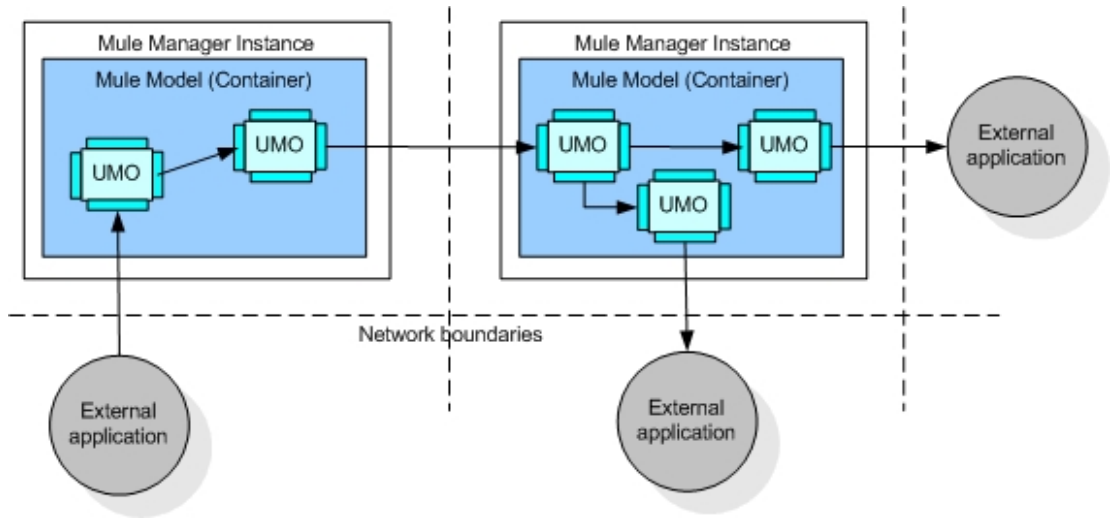 Mule Manager Instance
Mule Model (Container)
UMO
UMO
Mule Manager Instance
Mule Model (Container)
UMO
UMO
UMO
External
application
Network boundaries
External
application
External
application